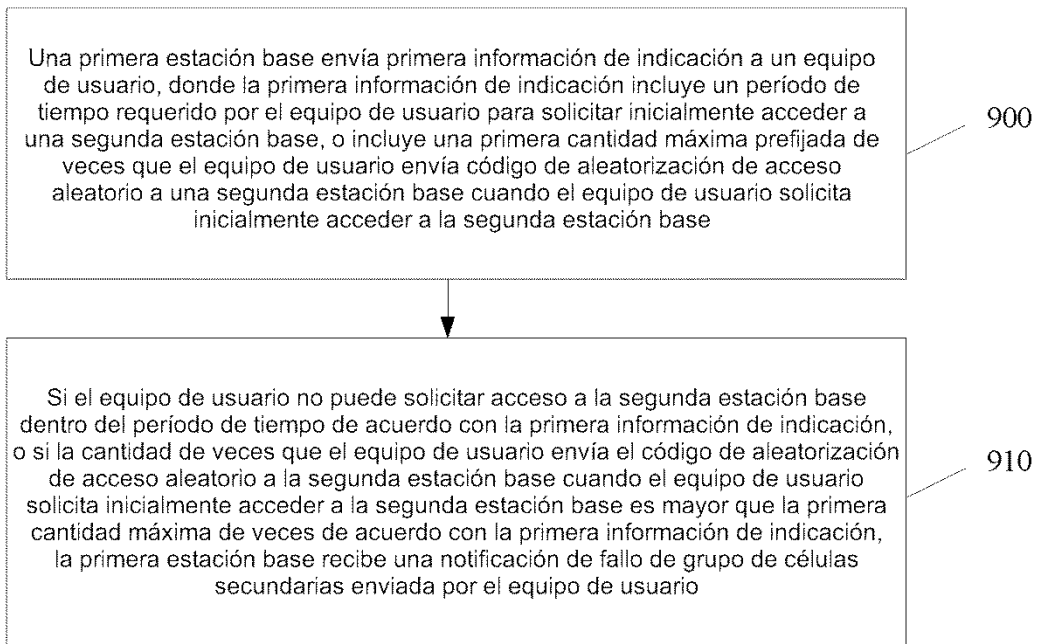 Una primera estación base envía primera información de indicación a un equipo
de usuario, donde la primera información de indicación incluye un período de
tiempo requerido por el equipo de usuario para solicitar inicialmente acceder a
una segunda estación base, o incluye una primera cantidad máxima prefijada de
veces que el equipo de usuario envía código de aleatorización de acceso
aleatorio a una segunda estación base cuando el equipo de usuario solicita
inicialmente acceder a la segunda estación base
900
Si el equipo de usuario no puede solicitar acceso a la segunda estación base
dentro del período de tiempo de acuerdo con la primera información de indicación,
o si la cantidad de veces que el equipo de usuario envía el código de aleatorización
de acceso aleatorio a la segunda estación base cuando el equipo de usuario
solicita inicialmente acceder a la segunda estación base es mayor que la primera
cantidad máxima de veces de acuerdo con la primera información de indicación,
la primera estación base recibe una notificación de fallo de grupo de células
secundarias enviada por el equipo de usuario
910